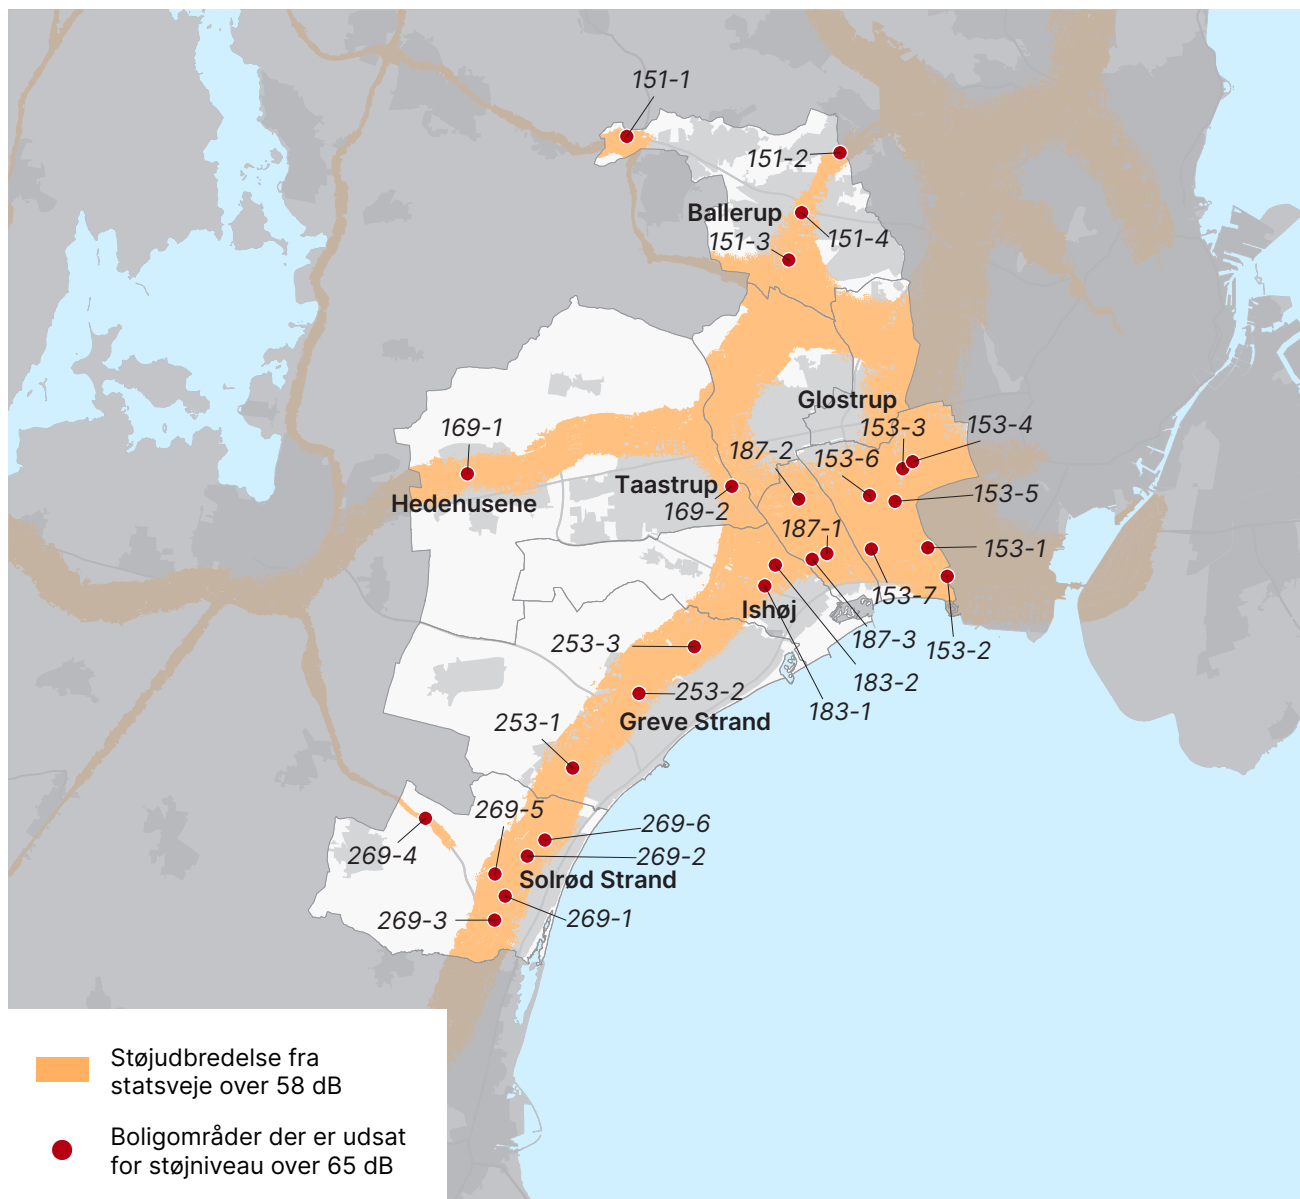 151-1
151-2
Ballerup
151-4
151-3
Glostrup
153-3
153-4
169-1
187-2
153-6
Taastrup
153-5
Hedehusene
169-2
187-1
153-1
153-7
Ishøj
253-3
187-3
153-2
183-2
253-2
183-1
Greve Strand
253-1
269-5
269-6
269-4
269-2
Solrød Strand
269-3
269-1
Støjudbredelse fra
statsveje over 58 dB
Boligområder der er udsat
for støjniveau over 65 dB